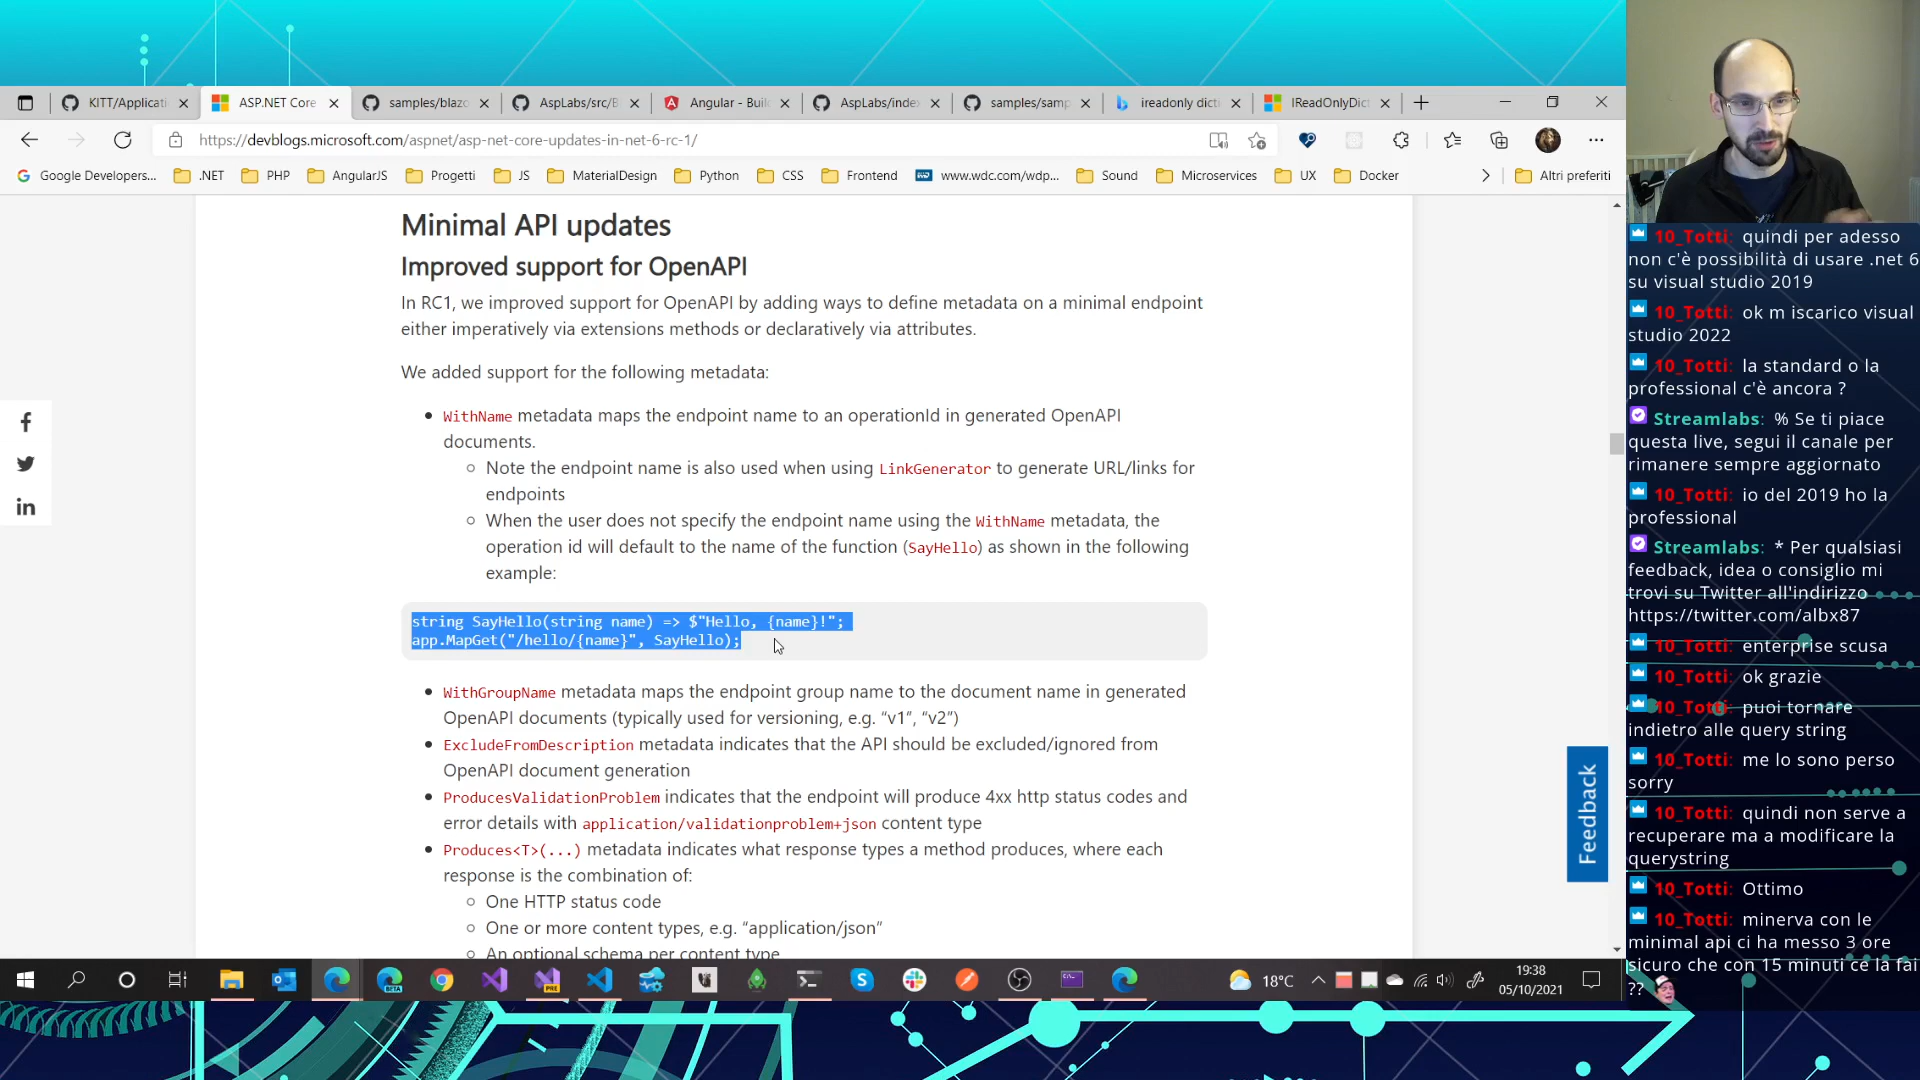 KITT/Applicati
ASP.NET Core
samples/blazo
AspLabs/src/B
Angular - Buil
AspLabs/inde
samples/samp
ireadonly dict
IReadOnlyDict
https://devblogs.microsoft.com/aspnet/asp-net-core-updates-in-net-6-rc-1/
Google Developers...
.NET
PHP
AngularJS
Progetti
JS
MaterialDesign
Python
CSS
Frontend
www.wdc.com/wdp...
Sound
Microservices
UX
Docker
Altri preferiti
Minimal API updates
Improved support for OpenAPI
In RC1, we improved support for OpenAPI by adding ways to define metadata on a minimal endpoint
either imperatively via extensions methods or declaratively via attributes.
We added support for the following metadata:
WithName metadata maps the endpoint name to an operationId in generated OpenAPI
documents.
Note the endpoint name is also used when using LinkGenerator to generate URL/links for
endpoints
When the user does not specify the endpoint name using the WithName metadata, the
operation id will default to the name of the function (SayHello) as shown in the following
example:
string SayHello(string name) => $"Hello, {name}!";
app.MapGet("/hello/{name}", SayHello);
WithGroupName metadata maps the endpoint group name to the document name in generated
OpenAPI documents (typically used for versioning, e.g. “v1”, “v2”)
ExcludeFromDescription metadata indicates that the API should be excluded/ignored from
OpenAPI document generation
ProducesValidationProblem indicates that the endpoint will produce 4xx http status codes and
error details with application/validationproblem+json content type
Produces<T>(...) metadata indicates what response types a method produces, where each
response is the combination of:
One HTTP status code
One or more content types, e.g. “application/json”
An optional schema per content type
Feedback
10_Totti: quindi per adesso
non c'è possibilità di usare .net 6
su visual studio 2019
10_Totti: ok m iscarico visual
studio 2022
10_Totti: la standard o la
professional c'è ancora ?
Streamlabs: % Se ti piace
questa live, segui il canale per
rimanere sempre aggiornato
10_Totti: io del 2019 ho la
professional
Streamlabs: * Per qualsiasi
feedback, idea o consiglio mi
trovi su Twitter all'indirizzo
https://twitter.com/albx87
10_Totti: enterprise scusa
10_Totti: ok grazie
10_Totti: puoi tornare
indietro alle query string
10_Totti: me lo sono perso
sorry
10_Totti: quindi non serve a
recuperare ma a modificare la
querystring
10_Totti: Ottimo
10_Totti: minerva con le
minimal api ci ha messo 3 ore
sicuro che con 15 minuti ce la fai
??
BETA
PRE
18°C
19:38
05/10/2021